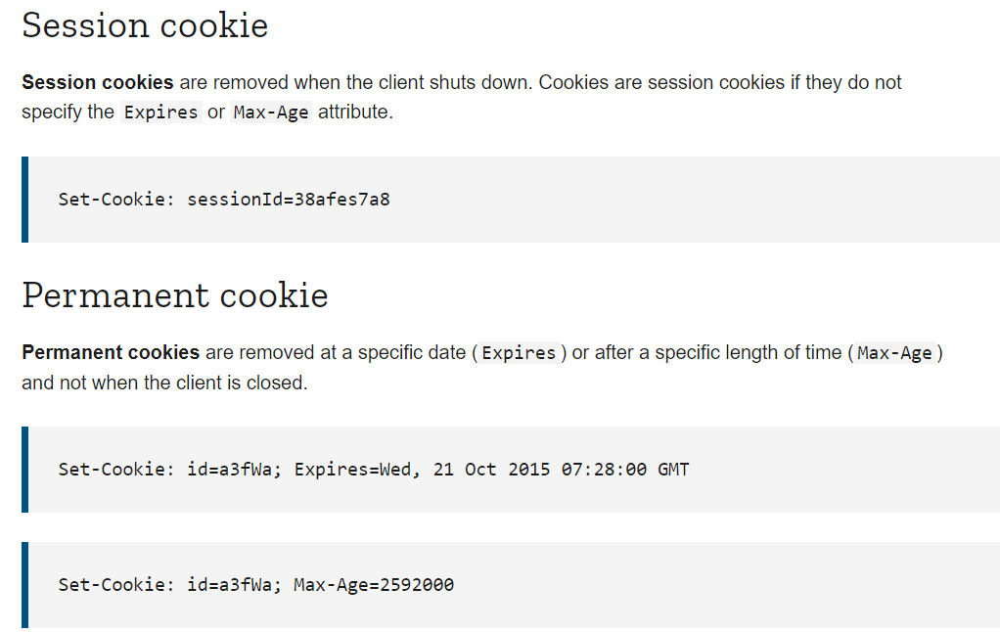 Session cookie
Session cookies are removed when the client shuts down. Cookies are session cookies if they do not
specify the Expires or Max-Age attribute.
Set-Cookie: sessionId=38afes7a8
Permanent cookie
Permanent cookies are removed at a specific date (Expires) or after a specific length of time (Max-Age)
and not when the client is closed.
Set-Cookie: id=a3fWa; Expires=Wed, 21 Oct 2015 07:28:00 GMT
Set-Cookie: id=a3fWa; Max-Age=2592000